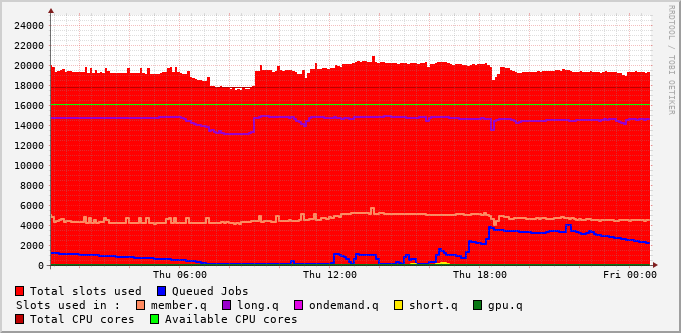 RRDTOOL / TOBI OETIKER
24000
22000
20000
18000
16000
14000
12000
10000
8000
6000
4000
2000
0
Thu 06:00 Thu 12:00 Thu 18:00 Fri 00:00
Total slots used Queued Jobs
Slots used in : member.q long.q ondemand.q short.q gpu.q
Total CPU cores Available CPU cores